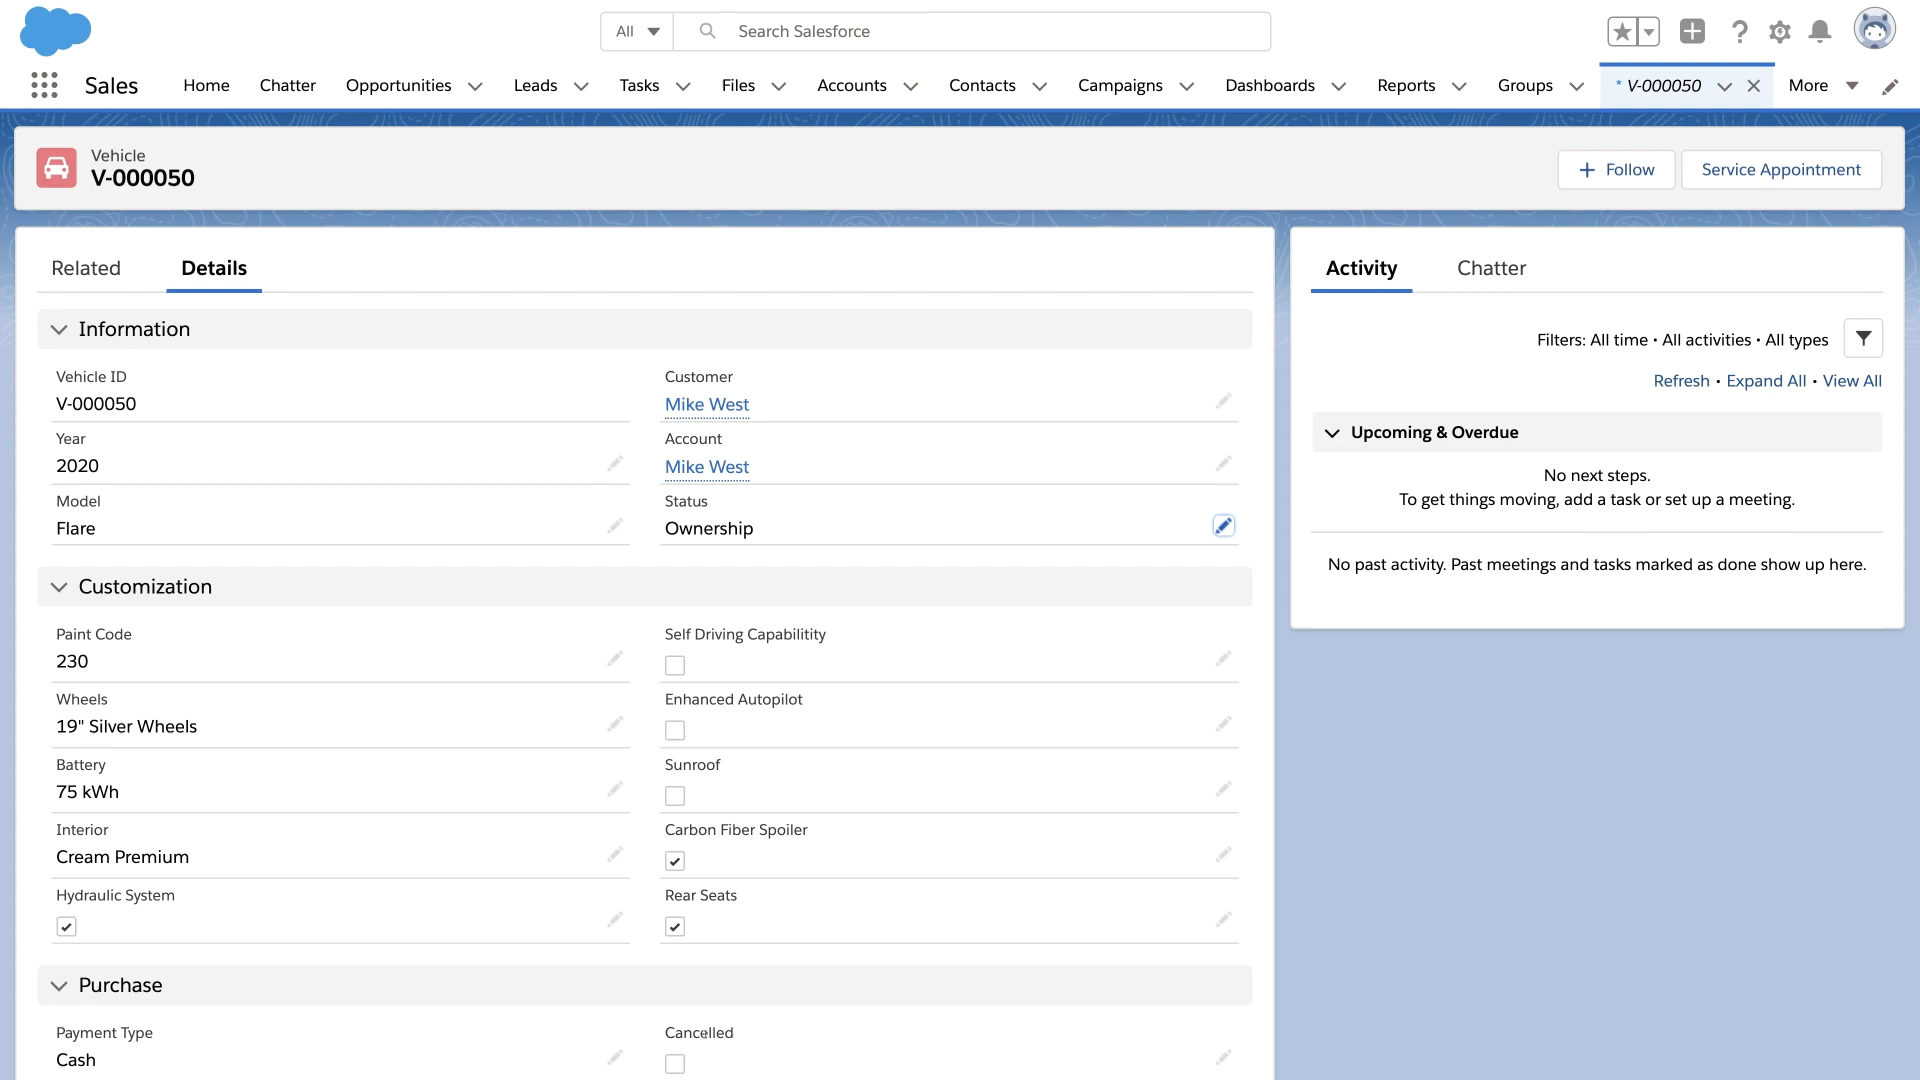 All
Search Salesforce
Sales
Home
Chatter
Opportunities
Leads
Tasks
Files
Accounts
Contacts
Campaigns
Dashboards
Reports
Groups
* V-000050
More
Vehicle
V-000050
Follow
Service Appointment
Related
Details
Information
Vehicle ID
V-000050
Customer
Mike West
Year
2020
Account
Mike West
Model
Flare
Status
Ownership
Customization
Paint Code
230
Self Driving Capabilitity
Wheels
19" Silver Wheels
Enhanced Autopilot
Battery
75 kWh
Sunroof
Interior
Cream Premium
Carbon Fiber Spoiler
Hydraulic System
Rear Seats
Purchase
Payment Type
Cash
Cancelled
Activity
Chatter
Filters: All time • All activities • All types
Refresh • Expand All • View All
Upcoming & Overdue
No next steps.
To get things moving, add a task or set up a meeting.
No past activity. Past meetings and tasks marked as done show up here.